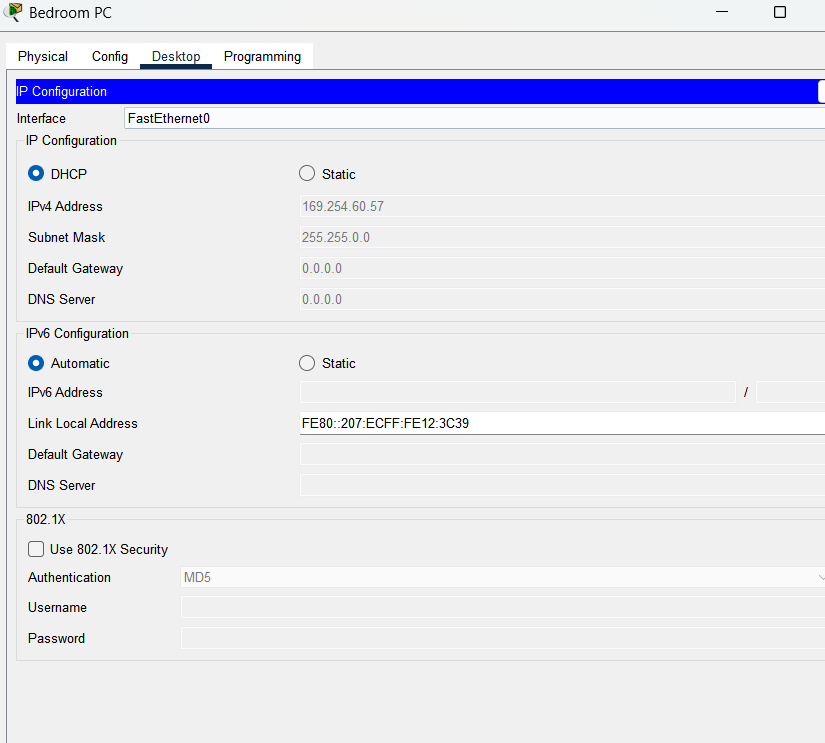 Bedroom PC
Physical Config Desktop Programming
IP Configuration
Interface FastEthernet0
IP Configuration
DHCP Static
IPv4 Address 169.254.60.57
Subnet Mask 255.255.0.0
Default Gateway 0.0.0.0
DNS Server 0.0.0.0
IPv6 Configuration
Automatic Static
IPv6 Address /
Link Local Address FE80::207:ECFF:FE12:3C39
Default Gateway
DNS Server
802.1X
Use 802.1X Security
Authentication MD5
Username
Password